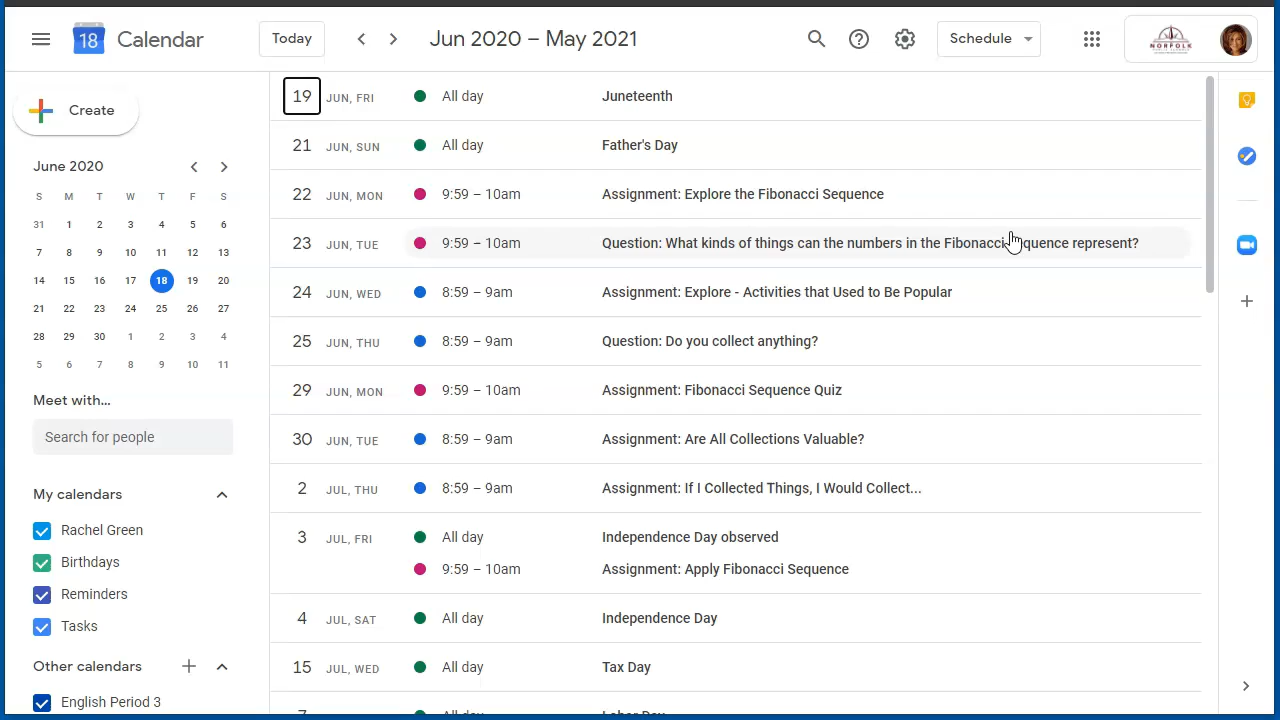 18 Calendar Today Jun 2020 – May 2021 Schedule NORFOLK
Create
June 2020
S M T W T F S
31 1 2 3 4 5 6
7 8 9 10 11 12 13
14 15 16 17 18 19 20
21 22 23 24 25 26 27
28 29 30 1 2 3 4
5 6 7 8 9 10 11
Meet with...
Search for people
My calendars
Rachel Green
Birthdays
Reminders
Tasks
Other calendars
English Period 3
19 JUN, FRI All day Juneteenth
21 JUN, SUN All day Father's Day
22 JUN, MON 9:59 – 10am Assignment: Explore the Fibonacci Sequence
23 JUN, TUE 9:59 – 10am Question: What kinds of things can the numbers in the Fibonacci Sequence represent?
24 JUN, WED 8:59 – 9am Assignment: Explore - Activities that Used to Be Popular
25 JUN, THU 8:59 – 9am Question: Do you collect anything?
29 JUN, MON 9:59 – 10am Assignment: Fibonacci Sequence Quiz
30 JUN, TUE 8:59 – 9am Assignment: Are All Collections Valuable?
2 JUL, THU 8:59 – 9am Assignment: If I Collected Things, I Would Collect...
3 JUL, FRI All day Independence Day observed
9:59 – 10am Assignment: Apply Fibonacci Sequence
4 JUL, SAT All day Independence Day
15 JUL, WED All day Tax Day
7 All day Labor Day